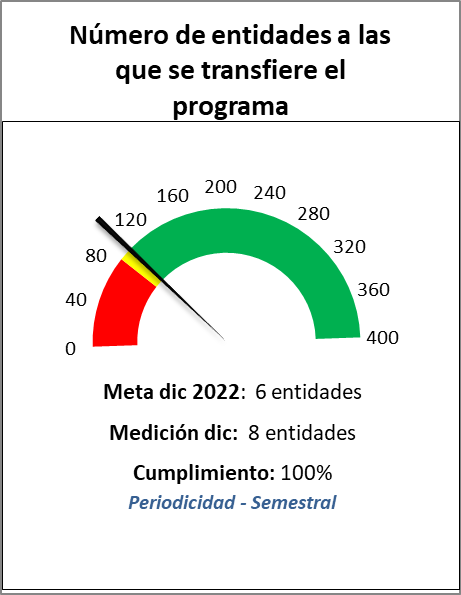 Número de entidades a las
que se transfiere el
programa
0
40
80
120
160
200
240
280
320
360
400
Meta dic 2022: 6 entidades
Medición dic: 8 entidades
Cumplimiento: 100%
Periodicidad - Semestral